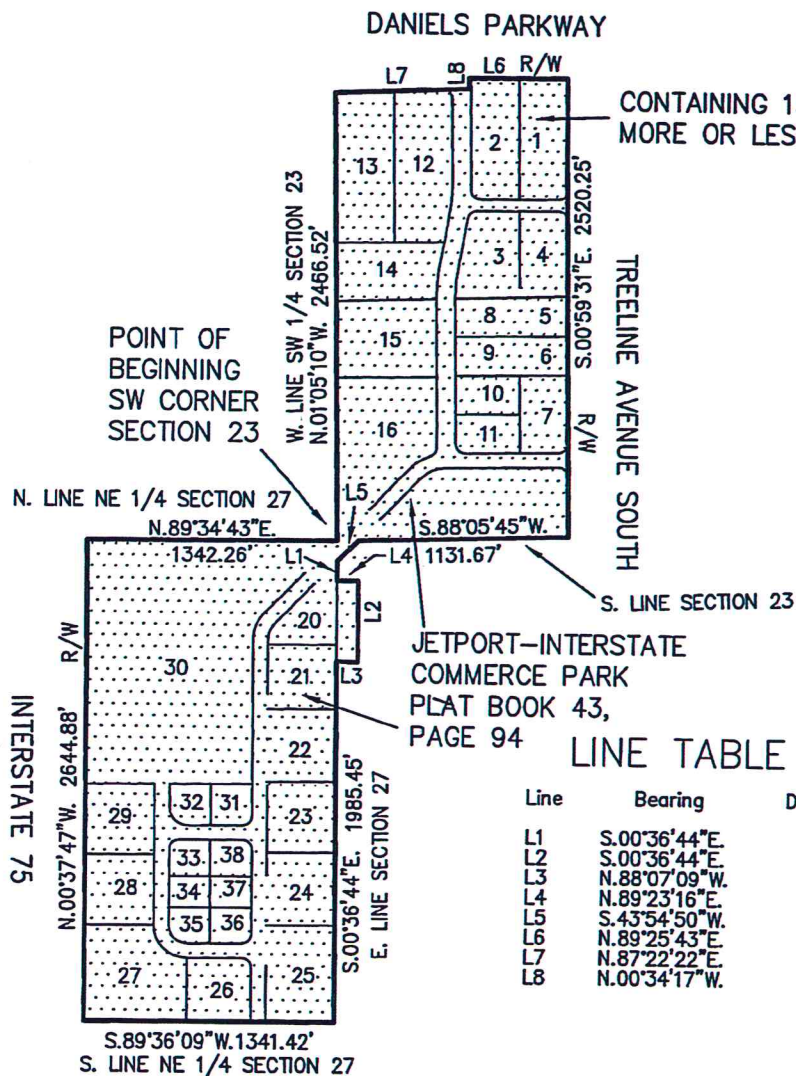 DANIELS PARKWAY
L7
L8
L6
R/W
CONTAINING 1
MORE OR LES
13
12
2
1
W. LINE SW 1/4 SECTION 23
N.01°05'10"W. 2466.52'
S.00°59'31"E. 2520.25'
R/W
TREELINE AVENUE SOUTH
3
4
14
8
5
15
9
6
10
7
16
11
POINT OF
BEGINNING
SW CORNER
SECTION 23
N. LINE NE 1/4 SECTION 27
N.89°34'43"E.
1342.26'
L5
S.88°05'45"W.
1131.67'
L1
L4
L2
S. LINE SECTION 23
20
L3
21
JETPORT-INTERSTATE
COMMERCE PARK
PLAT BOOK 43,
PAGE 94
R/W
30
INTERSTATE 75
N.00°37'47"W. 2644.88'
22
S.00°36'44"E. 1985.45'
E. LINE SECTION 27
29
32
31
23
33
38
28
34
37
24
35
36
27
26
25
S.89°36'09"W.1341.42'
S. LINE NE 1/4 SECTION 27
LINE TABLE
Line Bearing D
L1 S.00°36'44"E.
L2 S.00°36'44"E.
L3 N.88°07'09"W.
L4 N.89°23'16"E.
L5 S.43°54'50"W.
L6 N.89°25'43"E.
L7 N.87°22'22"E.
L8 N.00°34'17"W.